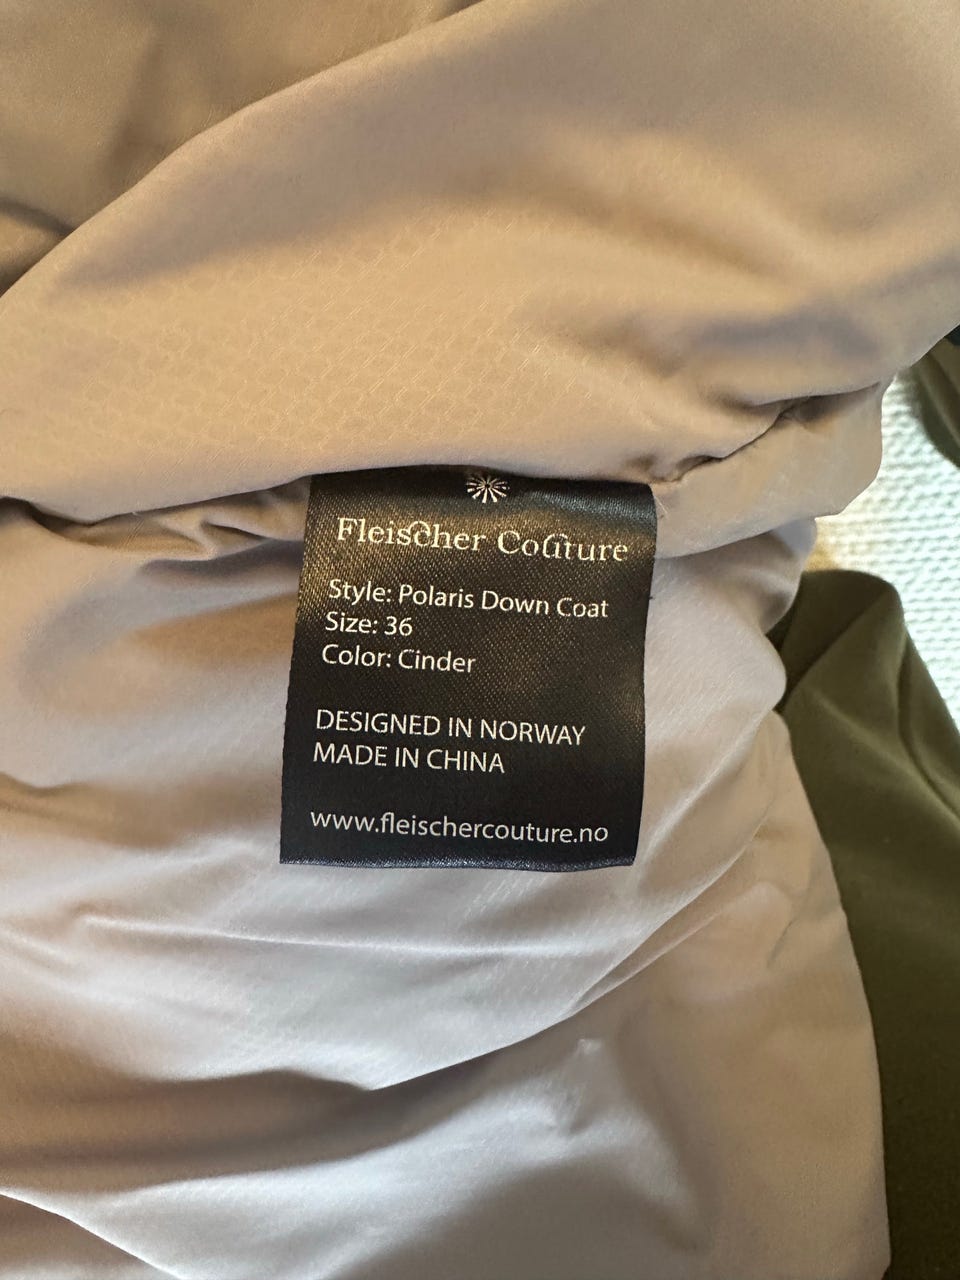 Fleischer Couture
Style: Polaris Down Coat
Size: 36
Color: Cinder
DESIGNED IN NORWAY
MADE IN CHINA
www.fleischercouture.no